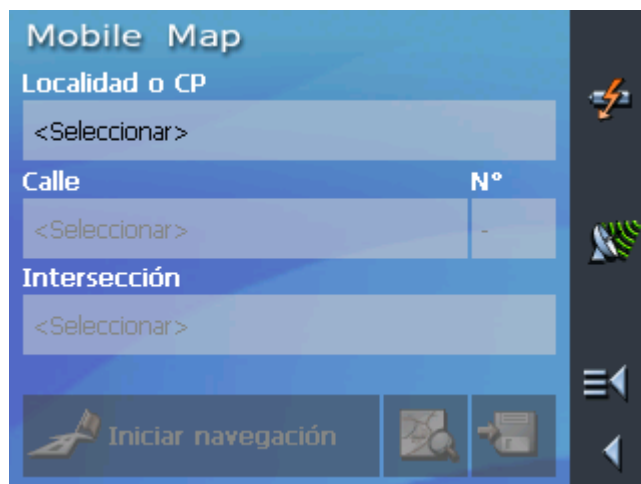 Mobile Map
Localidad o CP
<Seleccionar>
Calle N°
<Seleccionar> -
Intersección
<Seleccionar>
Iniciar navegación